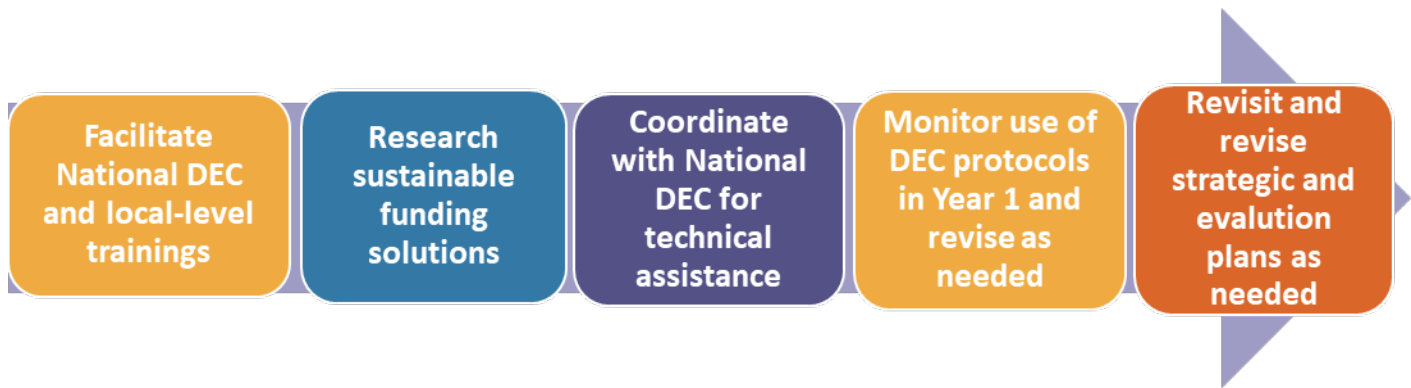 Facilitate
National DEC
and local-level
trainings
Research
sustainable
funding
solutions
Coordinate
with National
DEC for
technical
assistance
Monitor use of
DEC protocols
in Year 1 and
revise as
needed
Revisit and
revise
strategic and
evalution
plans as
needed